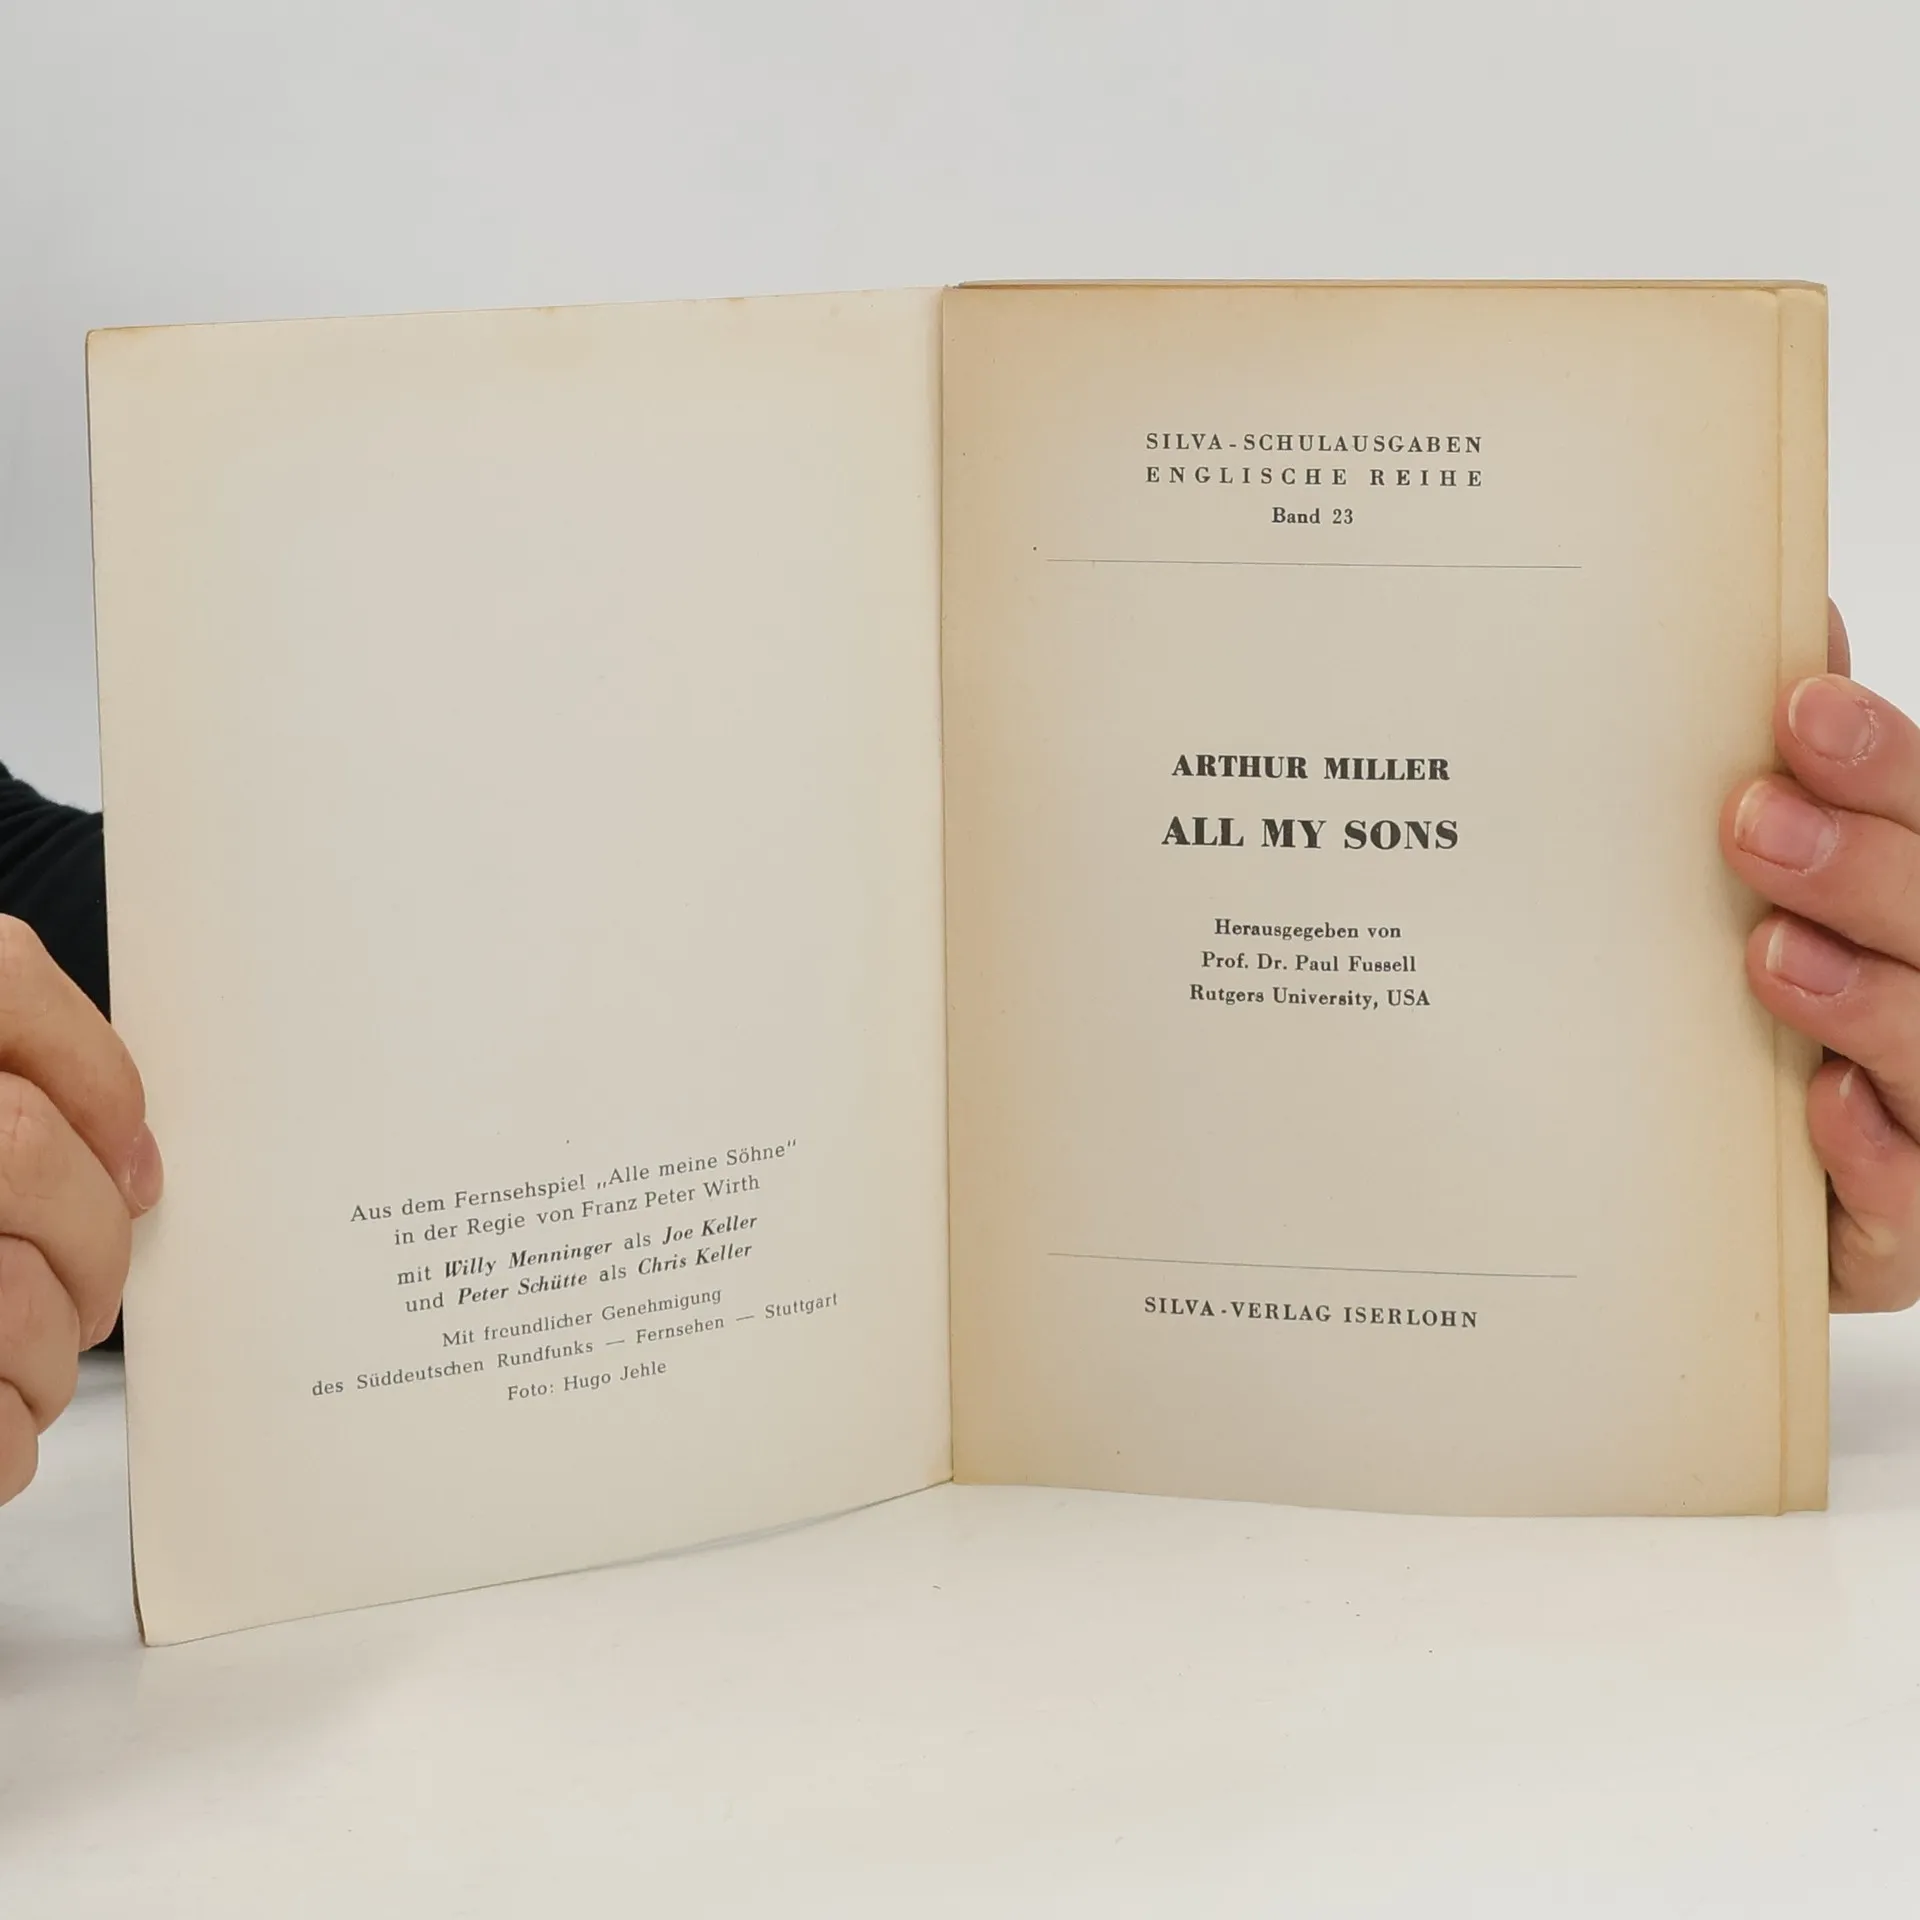 Aus dem Fernsehspiel „Alle meine Söhne"
in der Regie von Franz Peter Wirth
mit Willy Menninger als Joe Keller
und Peter Schütte als Chris Keller
Mit freundlicher Genehmigung
des Süddeutschen Rundfunks — Fernsehen — Stuttgart
Foto: Hugo Jehle
SILVA-SCHULAUSGABEN
ENGLISCHE REIHE
Band 23
ARTHUR MILLER
ALL MY SONS
Herausgegeben von
Prof. Dr. Paul Fussell
Rutgers University, USA
SILVA-VERLAG ISERLOHN